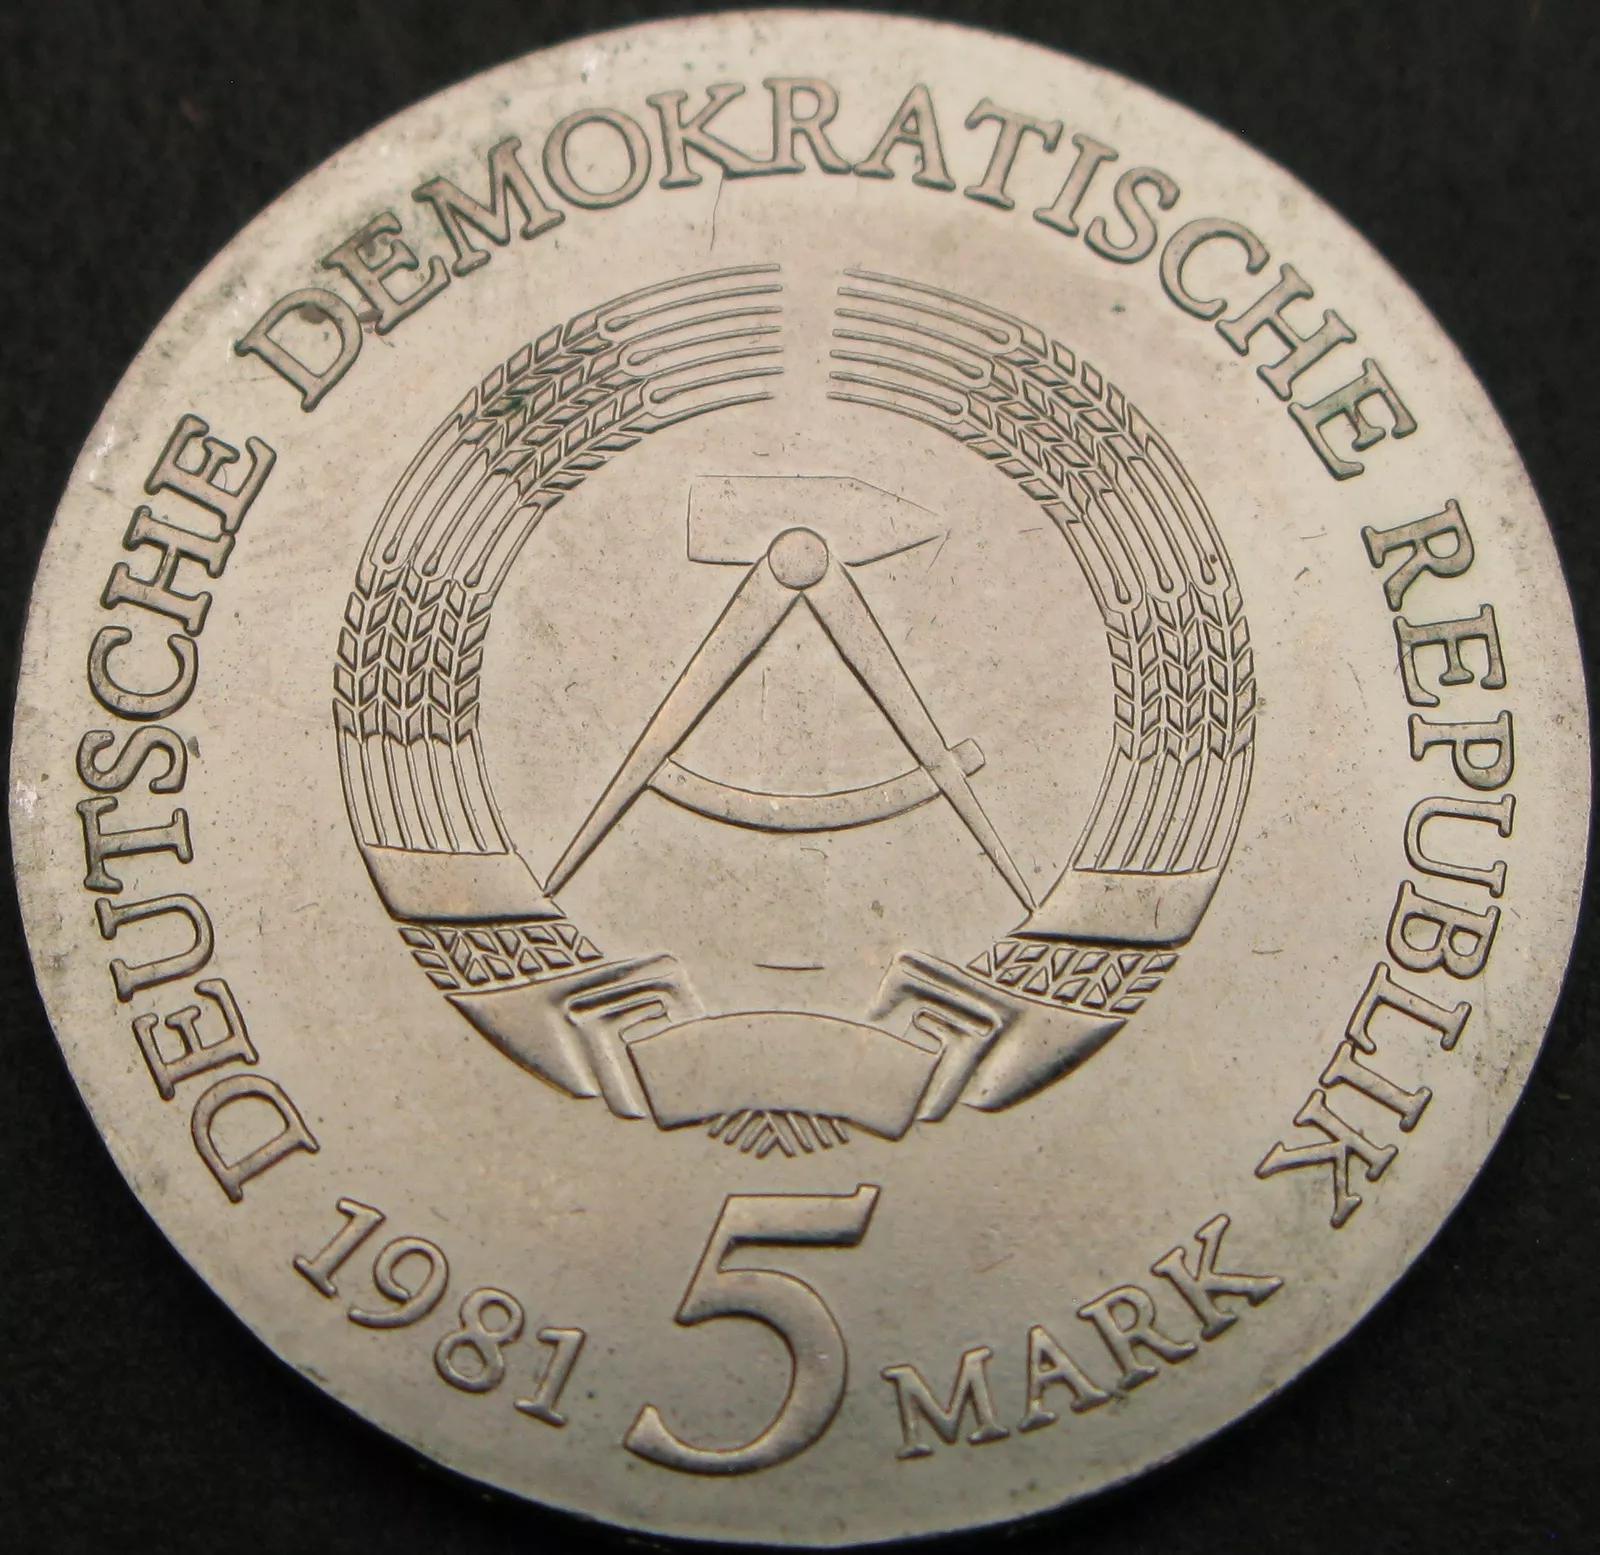 DEUTSCHE DEMOKRATISCHE REPUBLIK
1981 5 MARK